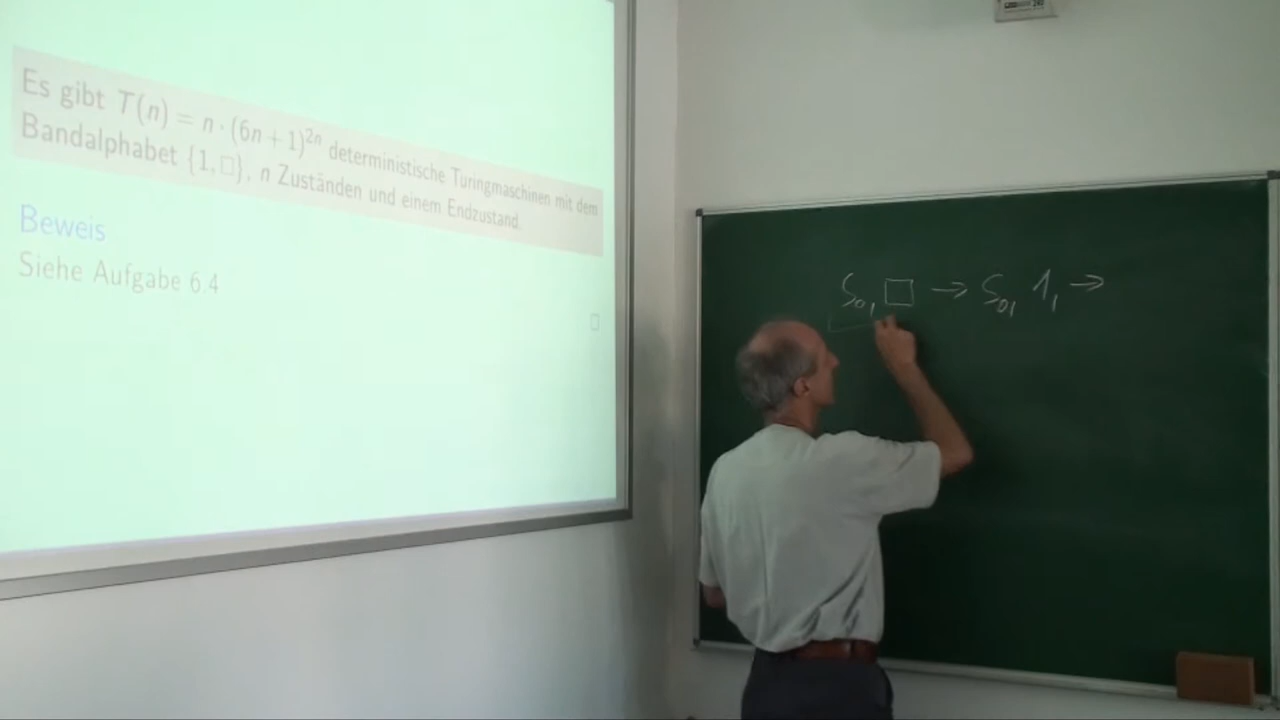 Es gibt T(n) = n · (6n + 1)²ⁿ deterministische Turingmaschinen mit dem
Bandalphabet {1, □}, n Zuständen und einem Endzustand.
Beweis
Siehe Aufgabe 6.4
□
S₀, □ → S₀, 1, →